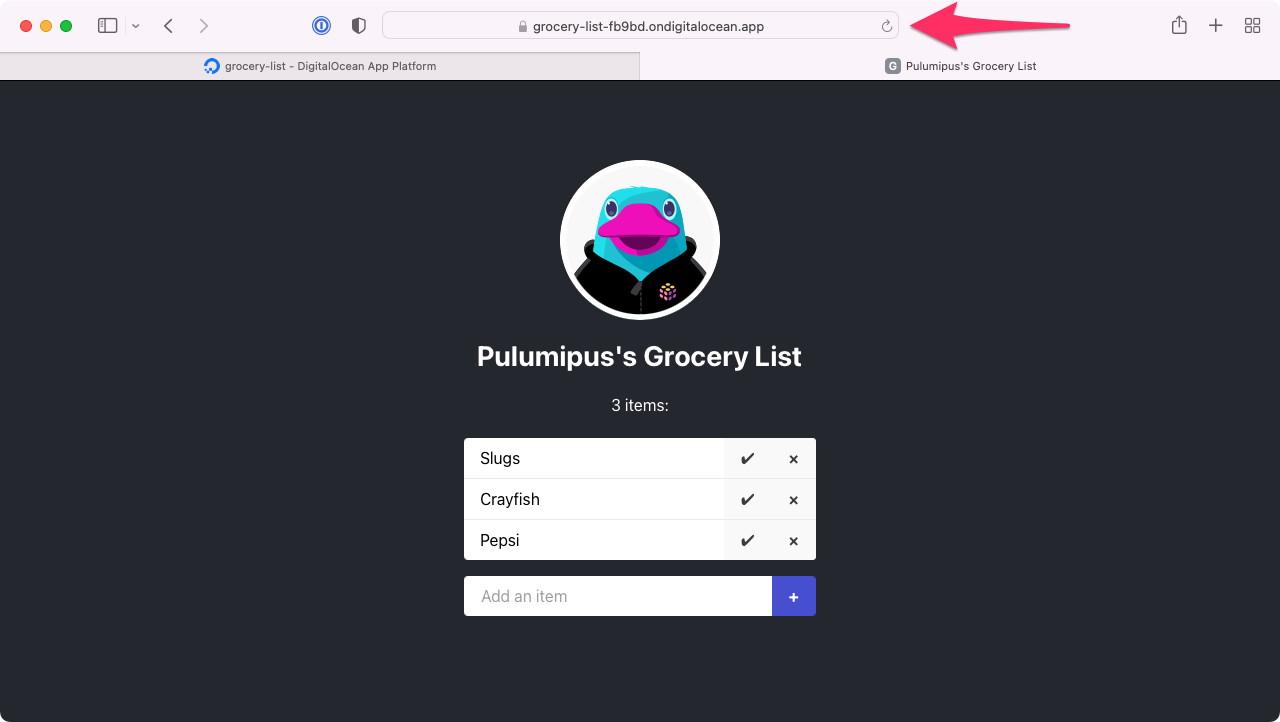 grocery-list-fb9bd.ondigitalocean.app
grocery-list - DigitalOcean App Platform
G Pulumipus's Grocery List
Pulumipus's Grocery List
3 items:
Slugs ✔ ×
Crayfish ✔ ×
Pepsi ✔ ×
Add an item +